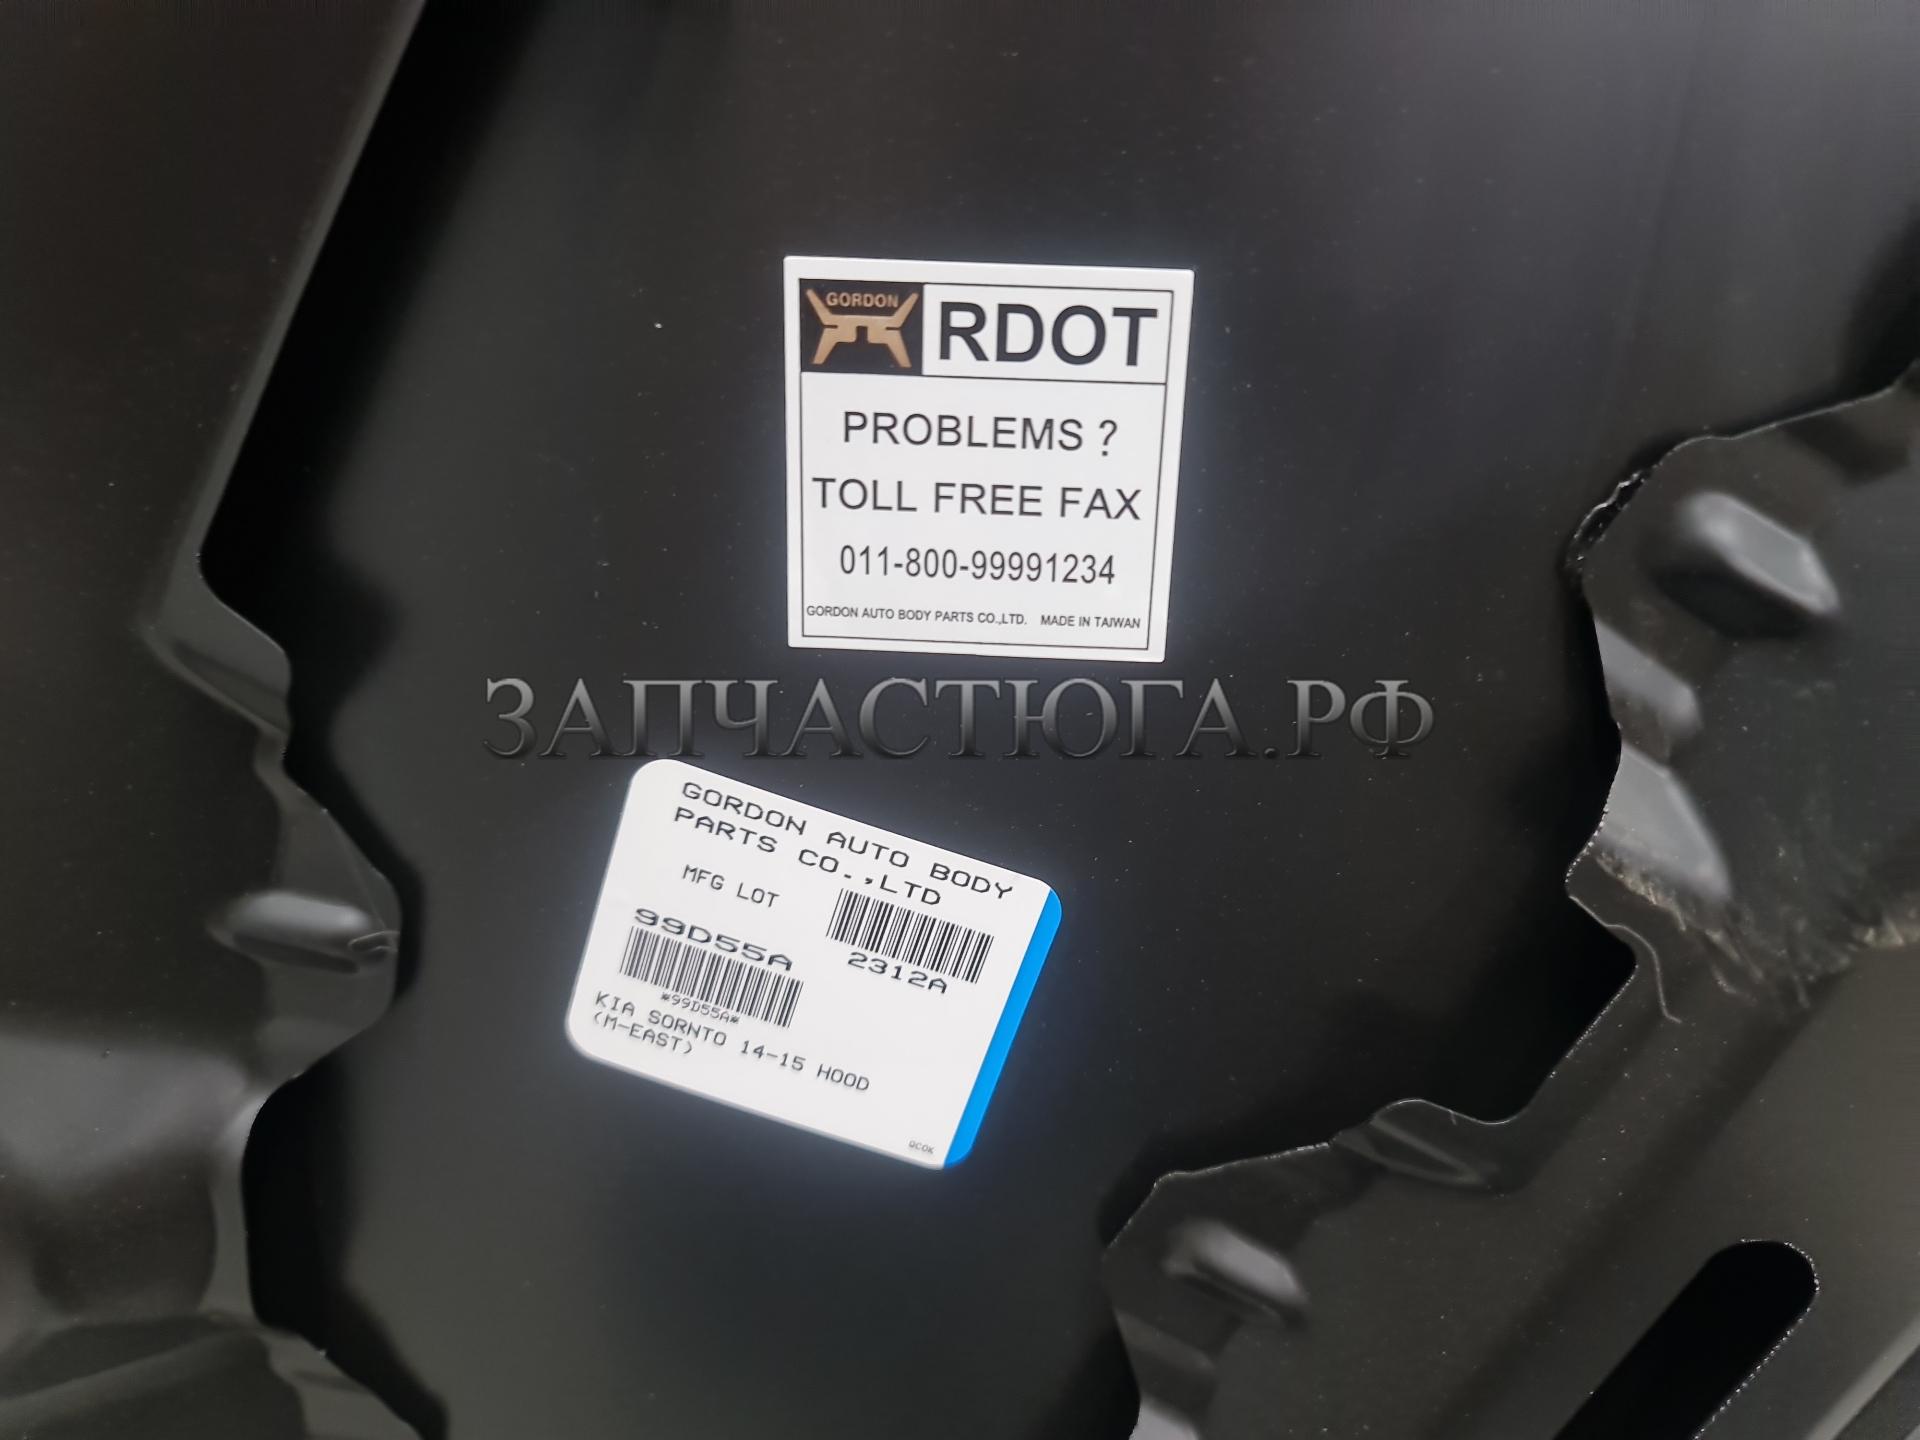 GORDON
RDOT
PROBLEMS ?
TOLL FREE FAX
011-800-99991234
GORDON AUTO BODY PARTS CO.,LTD. MADE IN TAIWAN
ЗАПЧАСТЮГА.РФ
GORDON AUTO BODY
PARTS CO.,LTD
MFG LOT
99D55A
2312A
*99D55A*
KIA SORNTO 14-15 HOOD
(M-EAST)
QCOK